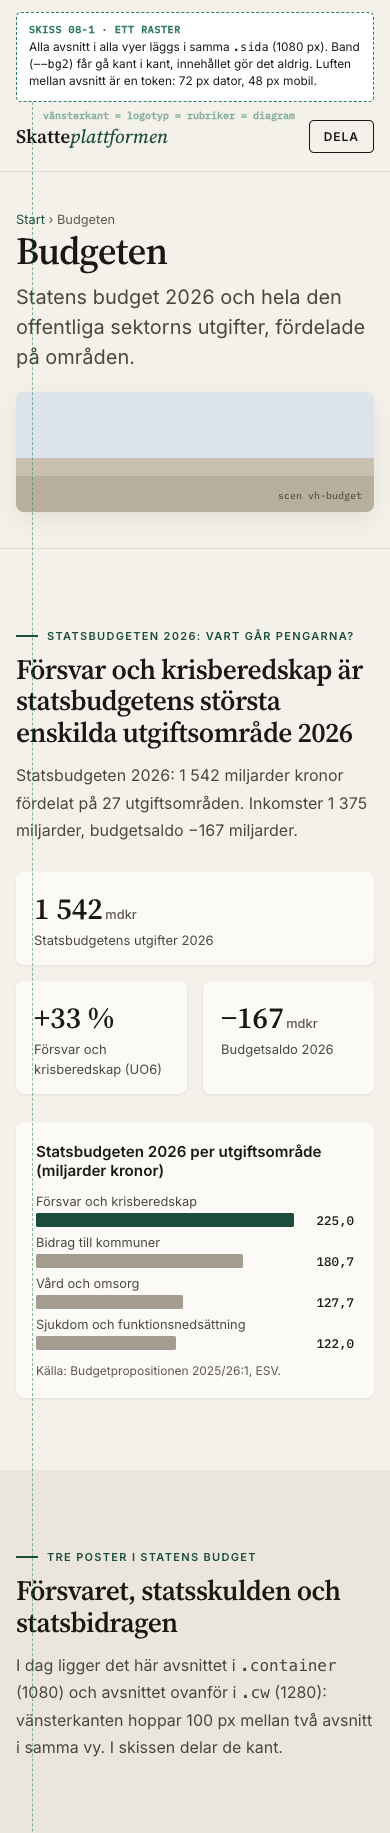 SKISS 08-1 · ETT RASTER
Alla avsnitt i alla vyer läggs i samma .sida (1080 px). Band
(--bg2) får gå kant i kant, innehållet gör det aldrig. Luften
mellan avsnitt är en token: 72 px dator, 48 px mobil.
vänsterkant = logotyp = rubriker = diagram
Skatteplattformen
DELA
Start › Budgeten
Budgeten
Statens budget 2026 och hela den
offentliga sektorns utgifter, fördelade
på områden.
scen vh-budget
STATSBUDGETEN 2026: VART GÅR PENGARNA?
Försvar och krisberedskap är
statsbudgetens största
enskilda utgiftsområde 2026
Statsbudgeten 2026: 1 542 miljarder kronor
fördelat på 27 utgiftsområden. Inkomster 1 375
miljarder, budgetsaldo −167 miljarder.
1 542 mdkr
Statsbudgetens utgifter 2026
+33 %
Försvar och
krisberedskap (UO6)
−167 mdkr
Budgetsaldo 2026
Statsbudgeten 2026 per utgiftsområde
(miljarder kronor)
Försvar och krisberedskap
225,0
Bidrag till kommuner
180,7
Vård och omsorg
127,7
Sjukdom och funktionsnedsättning
122,0
Källa: Budgetpropositionen 2025/26:1, ESV.
TRE POSTER I STATENS BUDGET
Försvaret, statsskulden och
statsbidragen
I dag ligger det här avsnittet i .container
(1080) och avsnittet ovanför i .cw (1280):
vänsterkanten hoppar 100 px mellan två avsnitt
i samma vy. I skissen delar de kant.